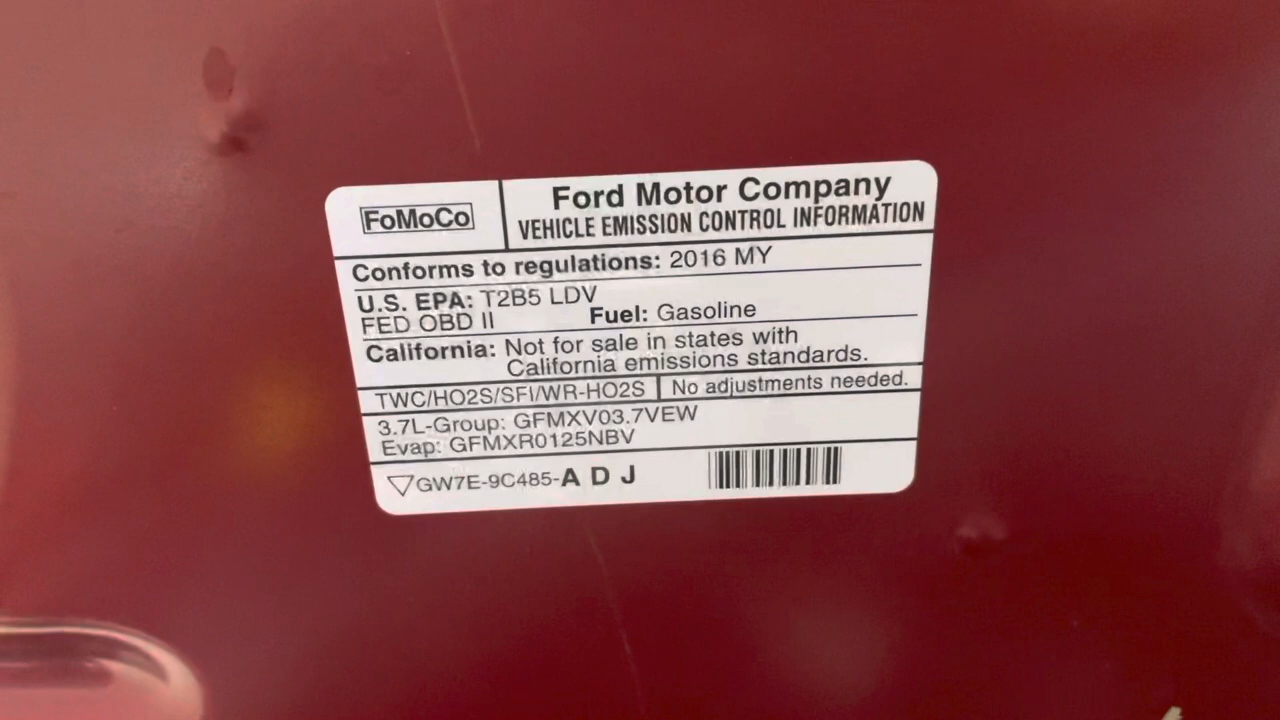 FoMoCo
Ford Motor Company
VEHICLE EMISSION CONTROL INFORMATION
Conforms to regulations: 2016 MY
U.S. EPA: T2B5 LDV
FED OBD II Fuel: Gasoline
California: Not for sale in states with
California emissions standards.
TWC/HO2S/SFI/WR-HO2S No adjustments needed.
3.7L-Group: GFMXV03.7VEW
Evap: GFMXR0125NBV
GW7E-9C485-A D J